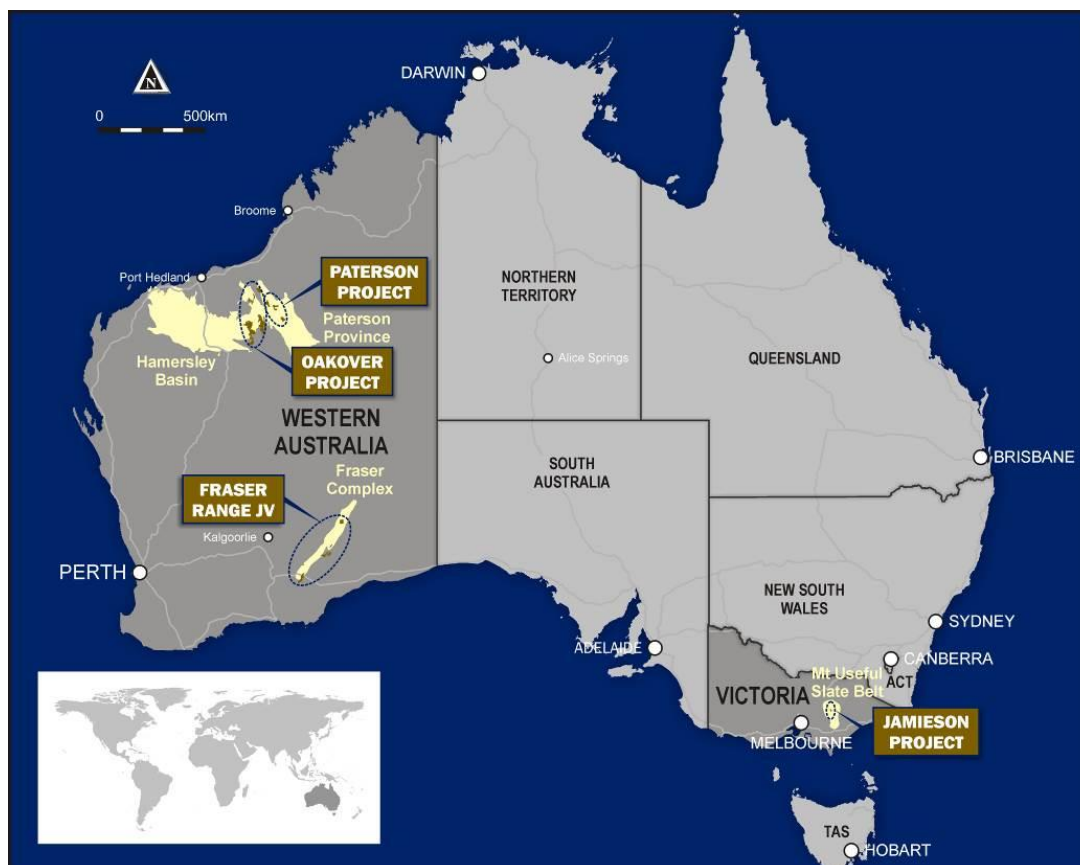 DARWIN
N
0 500km
Broome
Port Hedland
PATERSON
PROJECT
NORTHERN
TERRITORY
Paterson
Province
Hamersley
Basin
OAKOVER
PROJECT
Alice Springs
QUEENSLAND
WESTERN
AUSTRALIA
SOUTH
AUSTRALIA
BRISBANE
Fraser
Complex
FRASER
RANGE JV
Kalgoorlie
PERTH
NEW SOUTH
WALES
SYDNEY
ADELAIDE
CANBERRA
ACT
Mt Useful
Slate Belt
VICTORIA
JAMIESON
PROJECT
MELBOURNE
TAS
HOBART